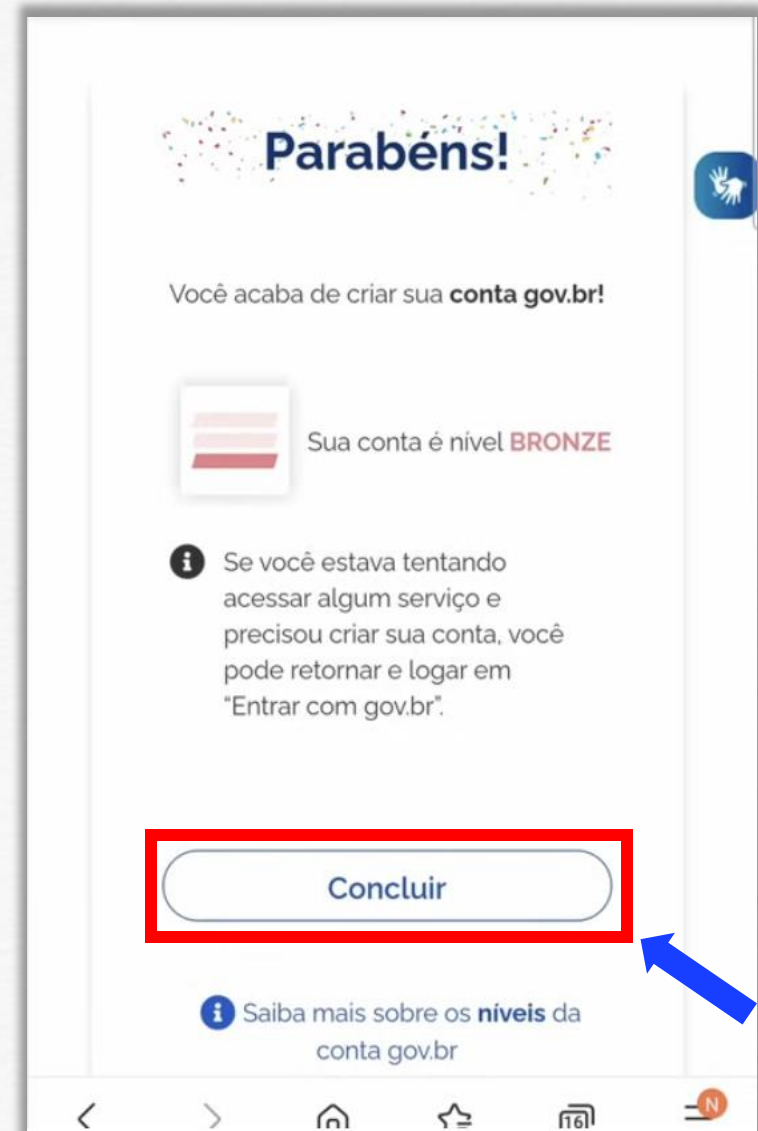 Parabéns!
Você acaba de criar sua conta gov.br!
Sua conta é nível BRONZE
Se você estava tentando
acessar algum serviço e
precisou criar sua conta, você
pode retornar e logar em
“Entrar com gov.br”.
Concluir
Saiba mais sobre os níveis da
conta gov.br
16
N